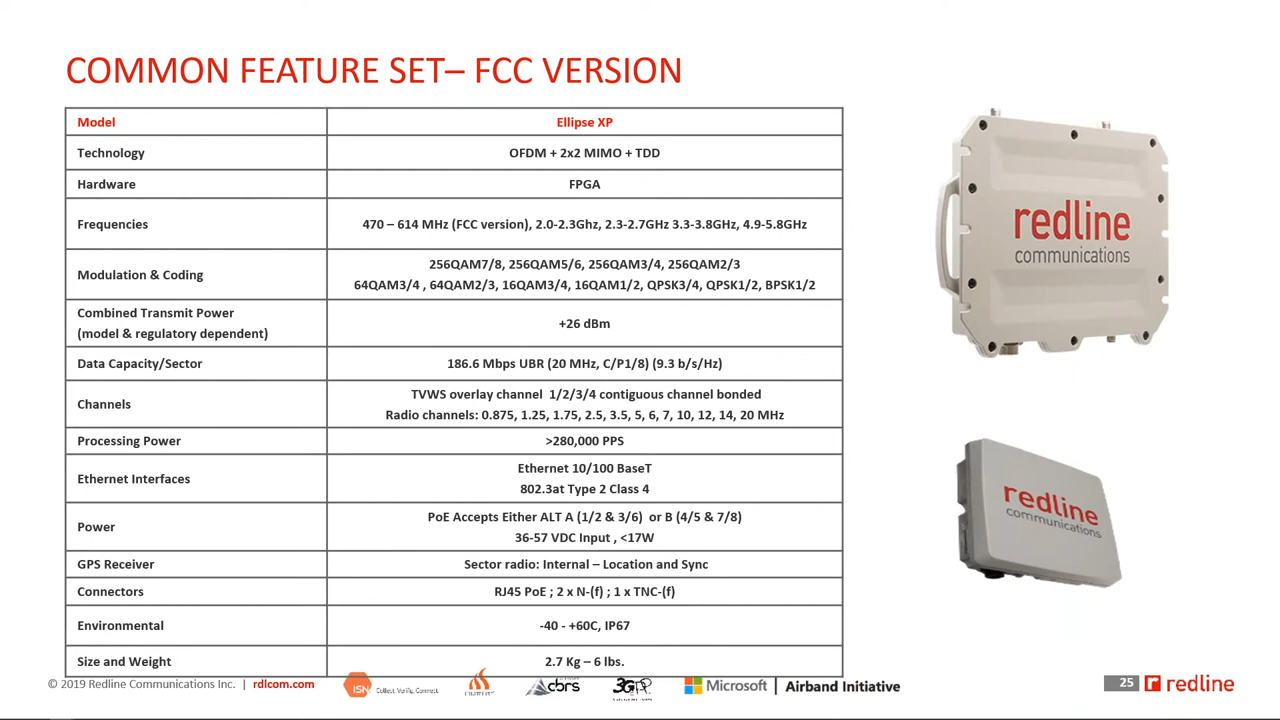 COMMON FEATURE SET– FCC VERSION
Model
Ellipse XP
Technology
OFDM + 2x2 MIMO + TDD
Hardware
FPGA
Frequencies
470 – 614 MHz (FCC version), 2.0-2.3Ghz, 2.3-2.7GHz 3.3-3.8GHz, 4.9-5.8GHz
Modulation & Coding
256QAM7/8, 256QAM5/6, 256QAM3/4, 256QAM2/3
64QAM3/4 , 64QAM2/3, 16QAM3/4, 16QAM1/2, QPSK3/4, QPSK1/2, BPSK1/2
Combined Transmit Power
(model & regulatory dependent)
+26 dBm
Data Capacity/Sector
186.6 Mbps UBR (20 MHz, C/P1/8) (9.3 b/s/Hz)
Channels
TVWS overlay channel 1/2/3/4 contiguous channel bonded
Radio channels: 0.875, 1.25, 1.75, 2.5, 3.5, 5, 6, 7, 10, 12, 14, 20 MHz
Processing Power
>280,000 PPS
Ethernet Interfaces
Ethernet 10/100 BaseT
802.3at Type 2 Class 4
Power
PoE Accepts Either ALT A (1/2 & 3/6) or B (4/5 & 7/8)
36-57 VDC Input , <17W
GPS Receiver
Sector radio: Internal – Location and Sync
Connectors
RJ45 PoE ; 2 x N-(f) ; 1 x TNC-(f)
Environmental
-40 - +60C, IP67
Size and Weight
2.7 Kg – 6 lbs.
redline
communications
redline
communications
© 2019 Redline Communications Inc. | rdlcom.com
ISN Collect. Verify. Connect.
cbrs
3GPP
Microsoft | Airband Initiative
25
redline